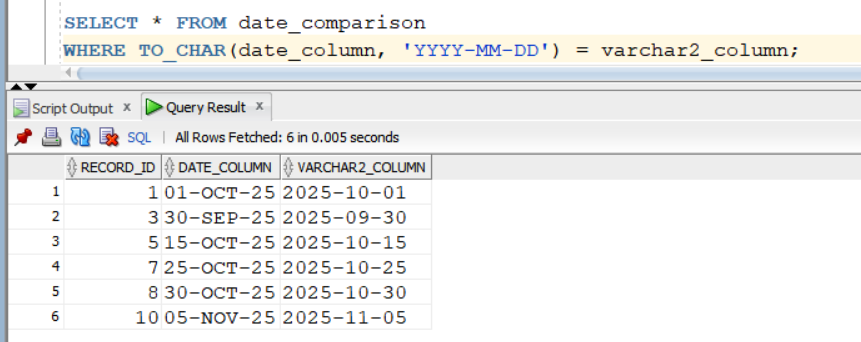 SELECT * FROM date_comparison
WHERE TO_CHAR(date_column, 'YYYY-MM-DD') = varchar2_column;
Script Output x Query Result x
SQL | All Rows Fetched: 6 in 0.005 seconds
RECORD_ID DATE_COLUMN VARCHAR2_COLUMN
1 1 01-OCT-25 2025-10-01
2 3 30-SEP-25 2025-09-30
3 5 15-OCT-25 2025-10-15
4 7 25-OCT-25 2025-10-25
5 8 30-OCT-25 2025-10-30
6 10 05-NOV-25 2025-11-05